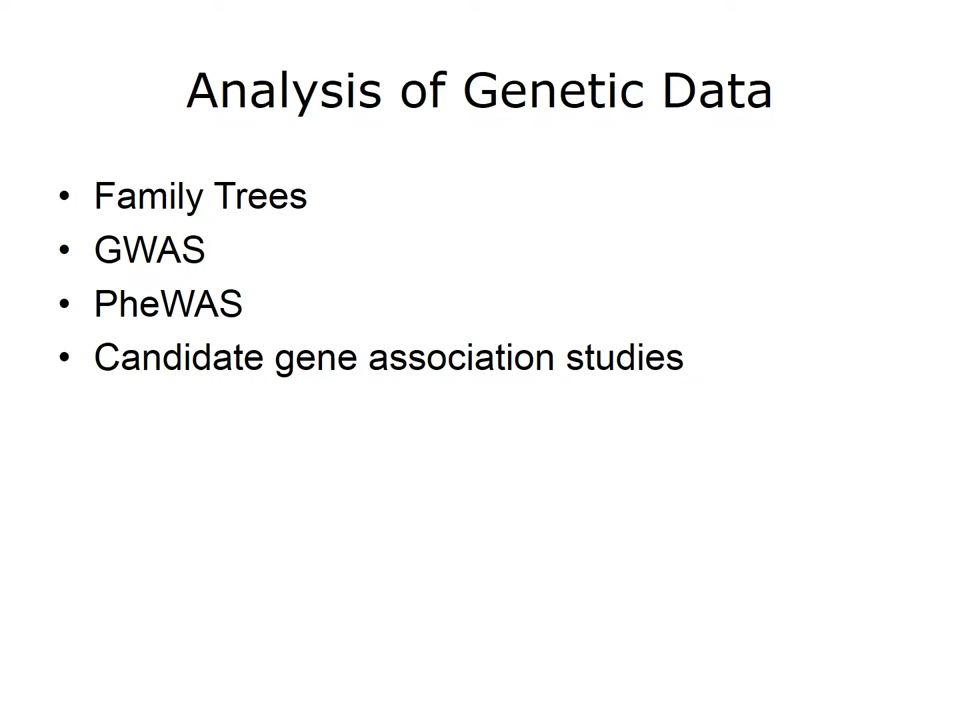 Analysis of Genetic Data
• Family Trees
• GWAS
• PheWAS
• Candidate gene association studies